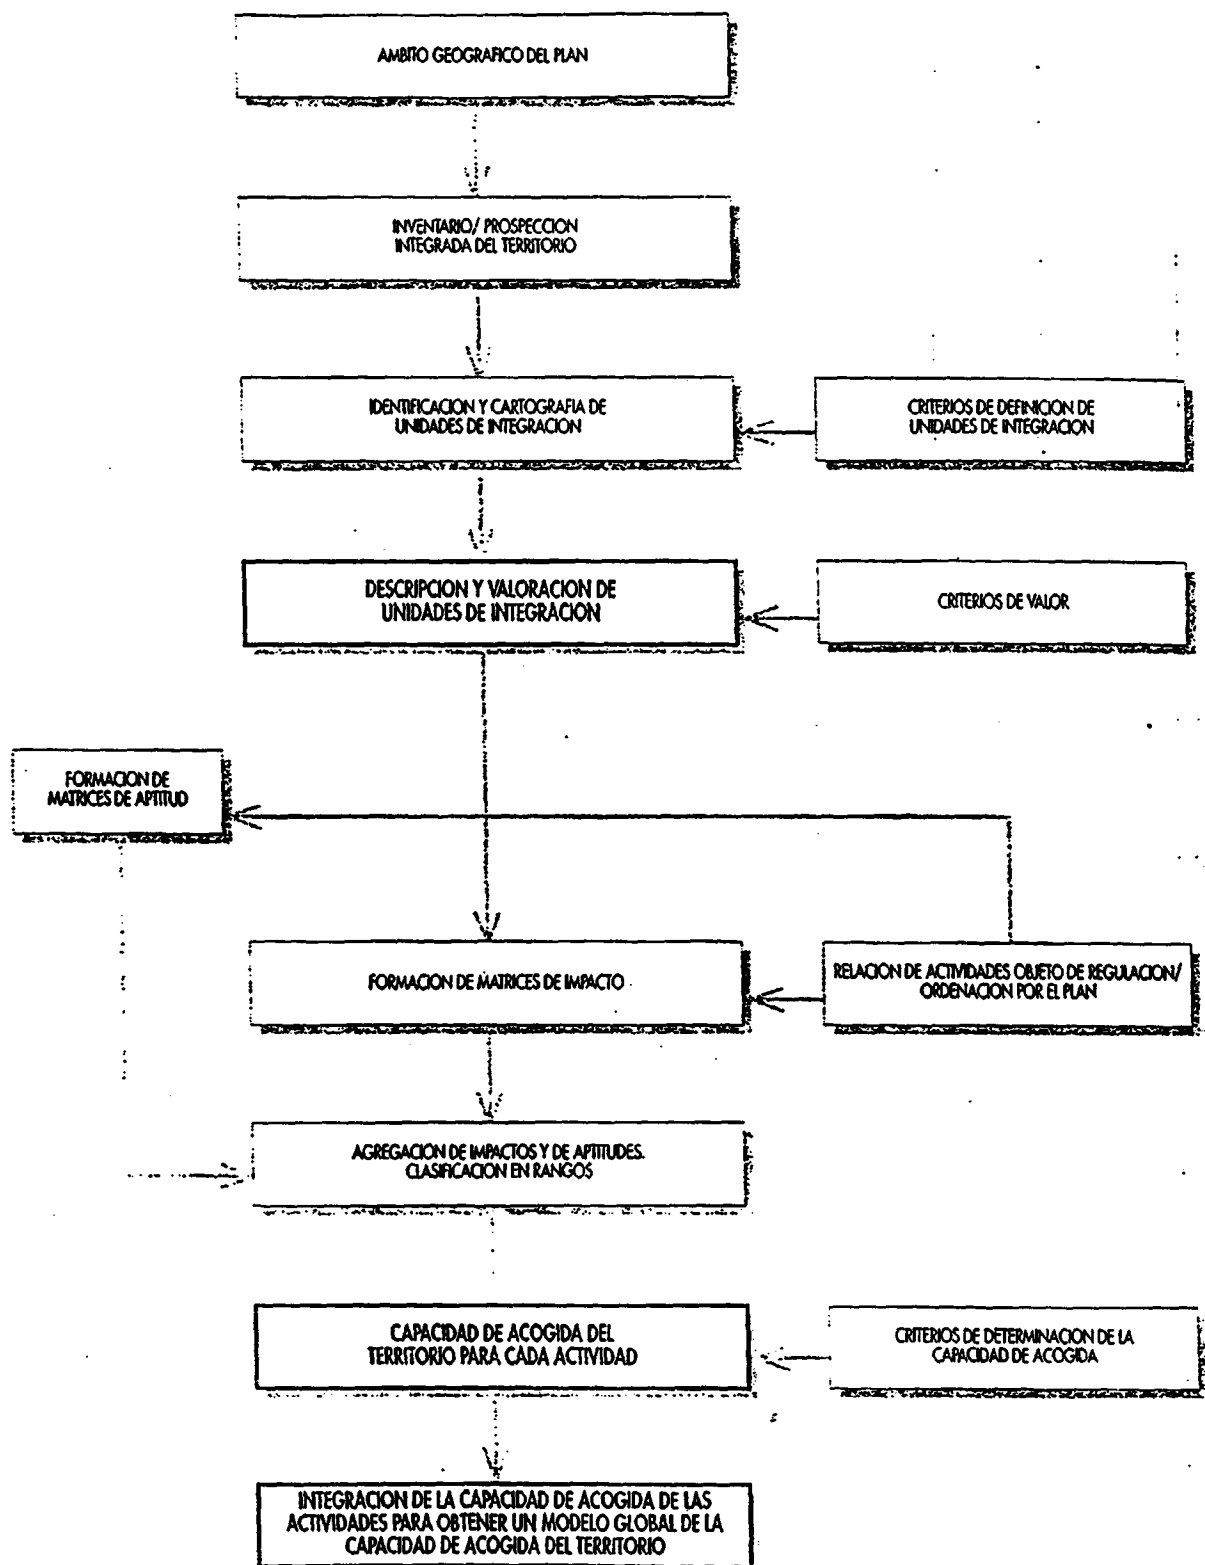 AMBITO GEOGRAFICO DEL PLAN
INVENTARIO/ PROSPECCION
INTEGRADA DEL TERRITORIO
IDENTIFICACION Y CARTOGRAFIA DE
UNIDADES DE INTEGRACION
CRITERIOS DE DEFINICION DE
UNIDADES DE INTEGRACION
DESCRIPCION Y VALORACION DE
UNIDADES DE INTEGRACION
CRITERIOS DE VALOR
FORMACION DE
MATRICES DE APTITUD
FORMACION DE MATRICES DE IMPACTO
RELACION DE ACTIVIDADES OBJETO DE REGULACION/
ORDENACION POR EL PLAN
AGREGACION DE IMPACTOS Y DE APTITUDES.
CLASIFICACION EN RANGOS
CAPACIDAD DE ACOGIDA DEL
TERRITORIO PARA CADA ACTIVIDAD
CRITERIOS DE DETERMINACION DE LA
CAPACIDAD DE ACOGIDA
INTEGRACION DE LA CAPACIDAD DE ACOGIDA DE LAS
ACTIVIDADES PARA OBTENER UN MODELO GLOBAL DE LA
CAPACIDAD DE ACOGIDA DEL TERRITORIO